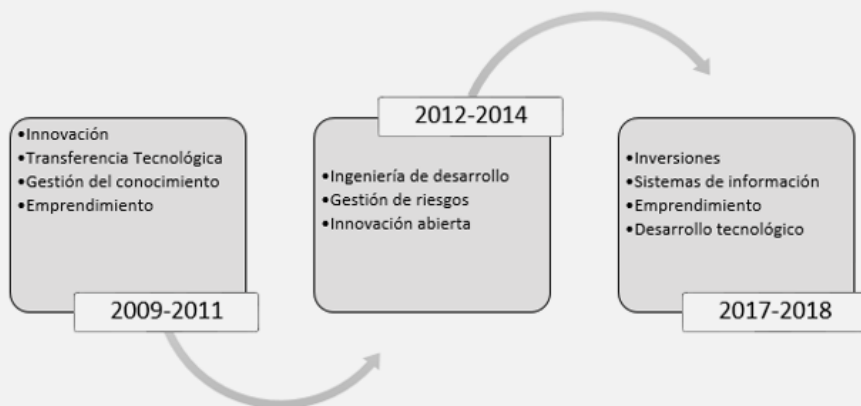 •Innovación
•Transferencia Tecnológica
•Gestión del conocimiento
•Emprendimiento
2009-2011
2012-2014
•Ingeniería de desarrollo
•Gestión de riesgos
•Innovación abierta
•Inversiones
•Sistemas de información
•Emprendimiento
•Desarrollo tecnológico
2017-2018